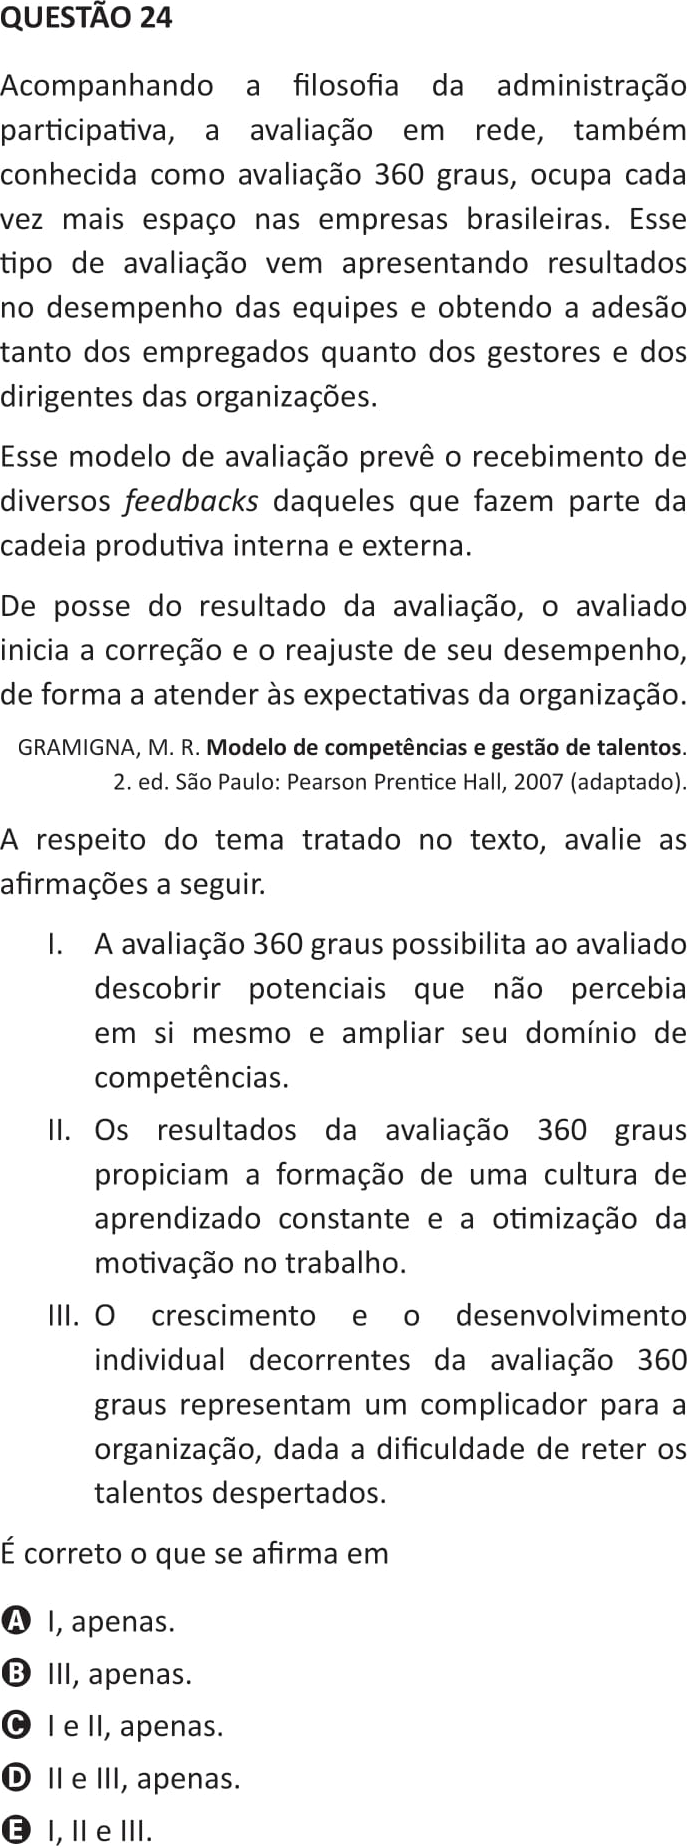 QUESTÃO 24
Acompanhando a filosofia da administração
participativa, a avaliação em rede, também
conhecida como avaliação 360 graus, ocupa cada
vez mais espaço nas empresas brasileiras. Esse
tipo de avaliação vem apresentando resultados
no desempenho das equipes e obtendo a adesão
tanto dos empregados quanto dos gestores e dos
dirigentes das organizações.
Esse modelo de avaliação prevê o recebimento de
diversos feedbacks daqueles que fazem parte da
cadeia produtiva interna e externa.
De posse do resultado da avaliação, o avaliado
inicia a correção e o reajuste de seu desempenho,
de forma a atender às expectativas da organização.
GRAMIGNA, M. R. Modelo de competências e gestão de talentos.
2. ed. São Paulo: Pearson Prentice Hall, 2007 (adaptado).
A respeito do tema tratado no texto, avalie as
afirmações a seguir.
I. A avaliação 360 graus possibilita ao avaliado
descobrir potenciais que não percebia
em si mesmo e ampliar seu domínio de
competências.
II. Os resultados da avaliação 360 graus
propiciam a formação de uma cultura de
aprendizado constante e a otimização da
motivação no trabalho.
III. O crescimento e o desenvolvimento
individual decorrentes da avaliação 360
graus representam um complicador para a
organização, dada a dificuldade de reter os
talentos despertados.
É correto o que se afirma em
A I, apenas.
B III, apenas.
C I e II, apenas.
D II e III, apenas.
E I, II e III.